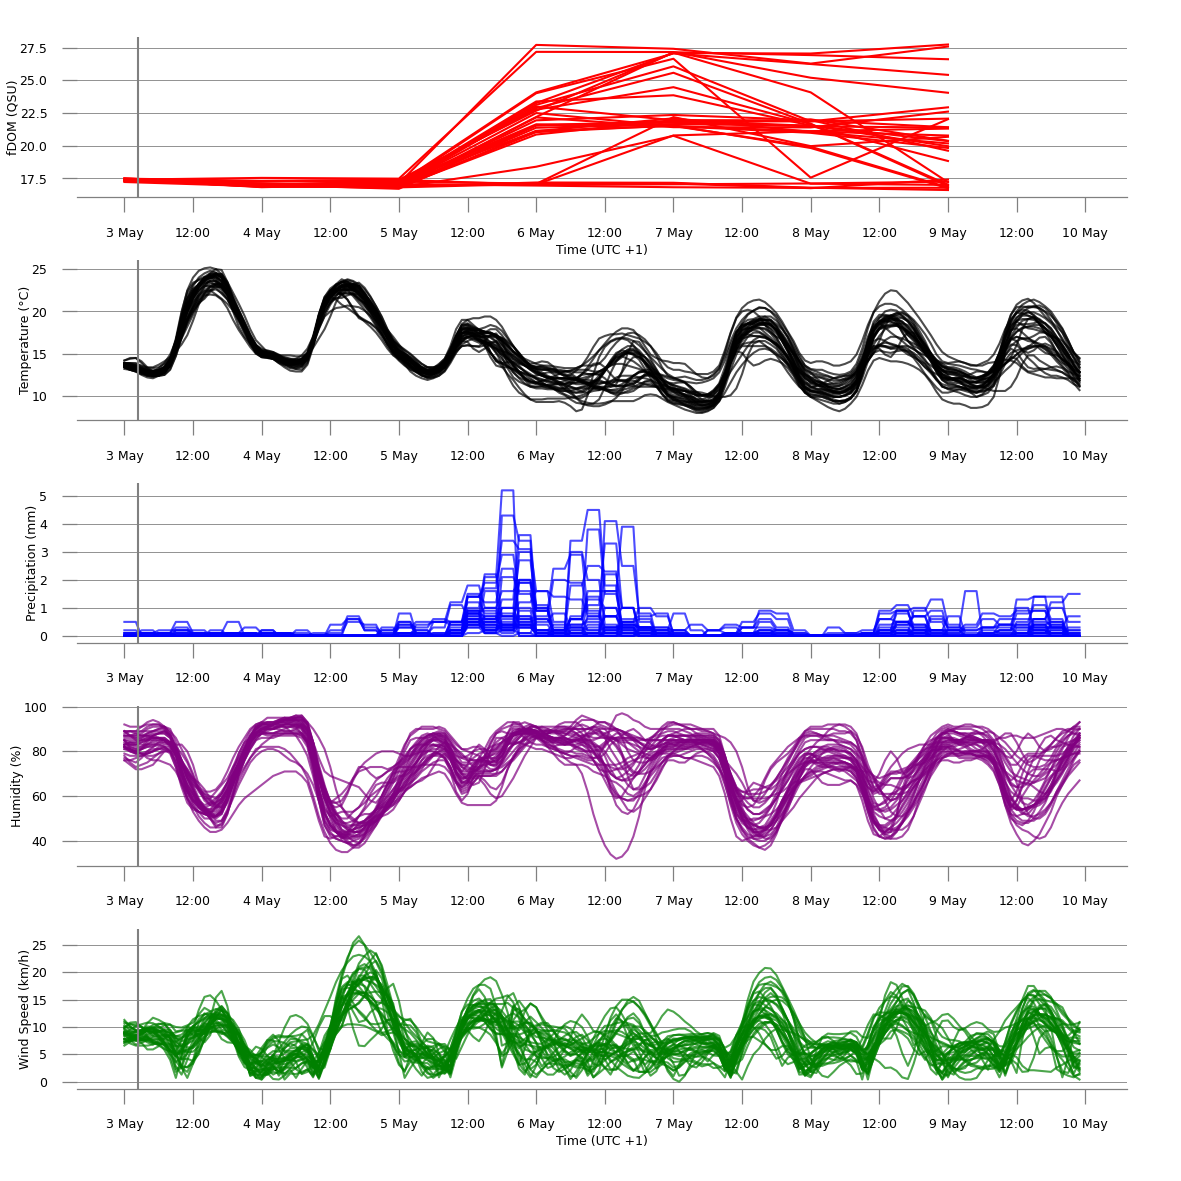 27.5
25.0
22.5
20.0
17.5
fDOM (QSU)
3 May 12:00 4 May 12:00 5 May 12:00 6 May 12:00 7 May 12:00 8 May 12:00 9 May 12:00 10 May
Time (UTC +1)
25
20
15
10
Temperature (°C)
3 May 12:00 4 May 12:00 5 May 12:00 6 May 12:00 7 May 12:00 8 May 12:00 9 May 12:00 10 May
5
4
3
2
1
0
Precipitation (mm)
3 May 12:00 4 May 12:00 5 May 12:00 6 May 12:00 7 May 12:00 8 May 12:00 9 May 12:00 10 May
100
80
60
40
Humidity (%)
3 May 12:00 4 May 12:00 5 May 12:00 6 May 12:00 7 May 12:00 8 May 12:00 9 May 12:00 10 May
25
20
15
10
5
0
Wind Speed (km/h)
3 May 12:00 4 May 12:00 5 May 12:00 6 May 12:00 7 May 12:00 8 May 12:00 9 May 12:00 10 May
Time (UTC +1)